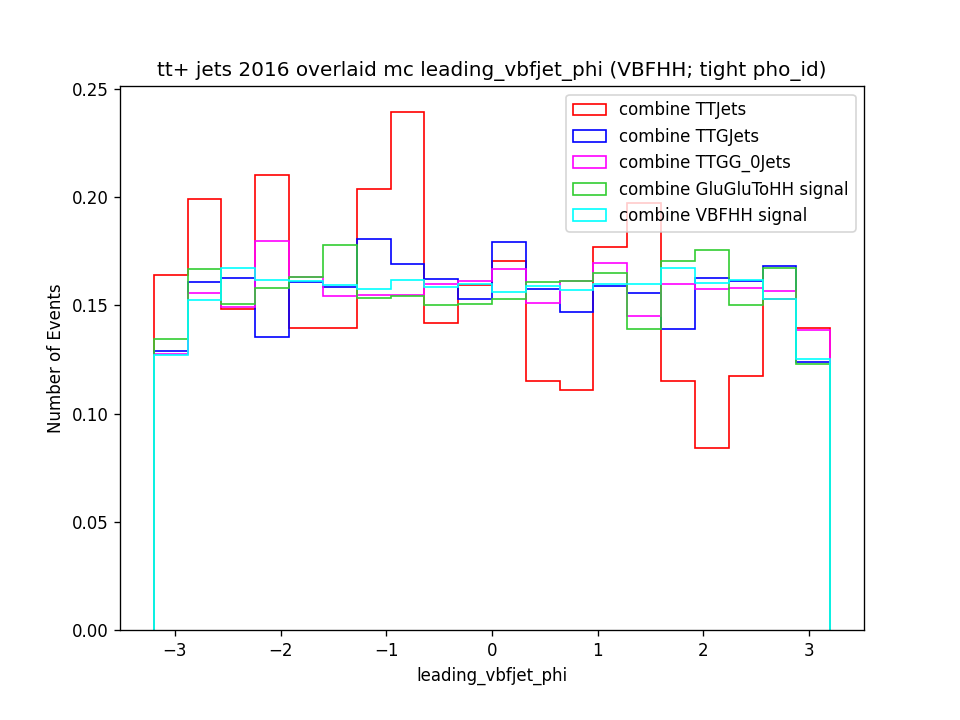 tt+ jets 2016 overlaid mc leading_vbfjet_phi (VBFHH; tight pho_id)
combine TTJets
combine TTGJets
combine TTGG_0Jets
combine GluGluToHH signal
combine VBFHH signal
Number of Events
0.25
0.20
0.15
0.10
0.05
0.00
−3 −2 −1 0 1 2 3
leading_vbfjet_phi